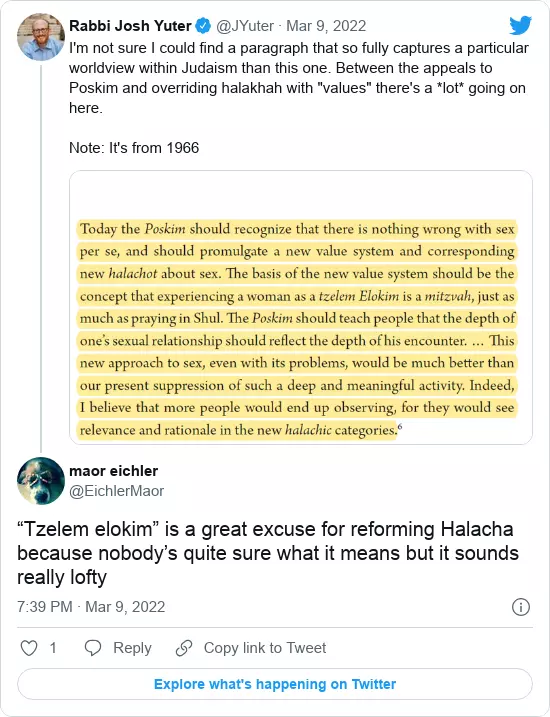 Rabbi Josh Yuter @JYuter · Mar 9, 2022
I'm not sure I could find a paragraph that so fully captures a particular
worldview within Judaism than this one. Between the appeals to
Poskim and overriding halakhah with "values" there's a *lot* going on
here.
Note: It's from 1966
Today the Poskim should recognize that there is nothing wrong with sex
per se, and should promulgate a new value system and corresponding
new halachot about sex. The basis of the new value system should be the
concept that experiencing a woman as a tzelem Elokim is a mitzvah, just as
much as praying in Shul. The Poskim should teach people that the depth of
one's sexual relationship should reflect the depth of his encounter. … This
new approach to sex, even with its problems, would be much better than
our present suppression of such a deep and meaningful activity. Indeed,
I believe that more people would end up observing, for they would see
relevance and rationale in the new halachic categories.6
maor eichler
@EichlerMaor
“Tzelem elokim” is a great excuse for reforming Halacha
because nobody’s quite sure what it means but it sounds
really lofty
7:39 PM · Mar 9, 2022
1 Reply Copy link to Tweet
Explore what's happening on Twitter